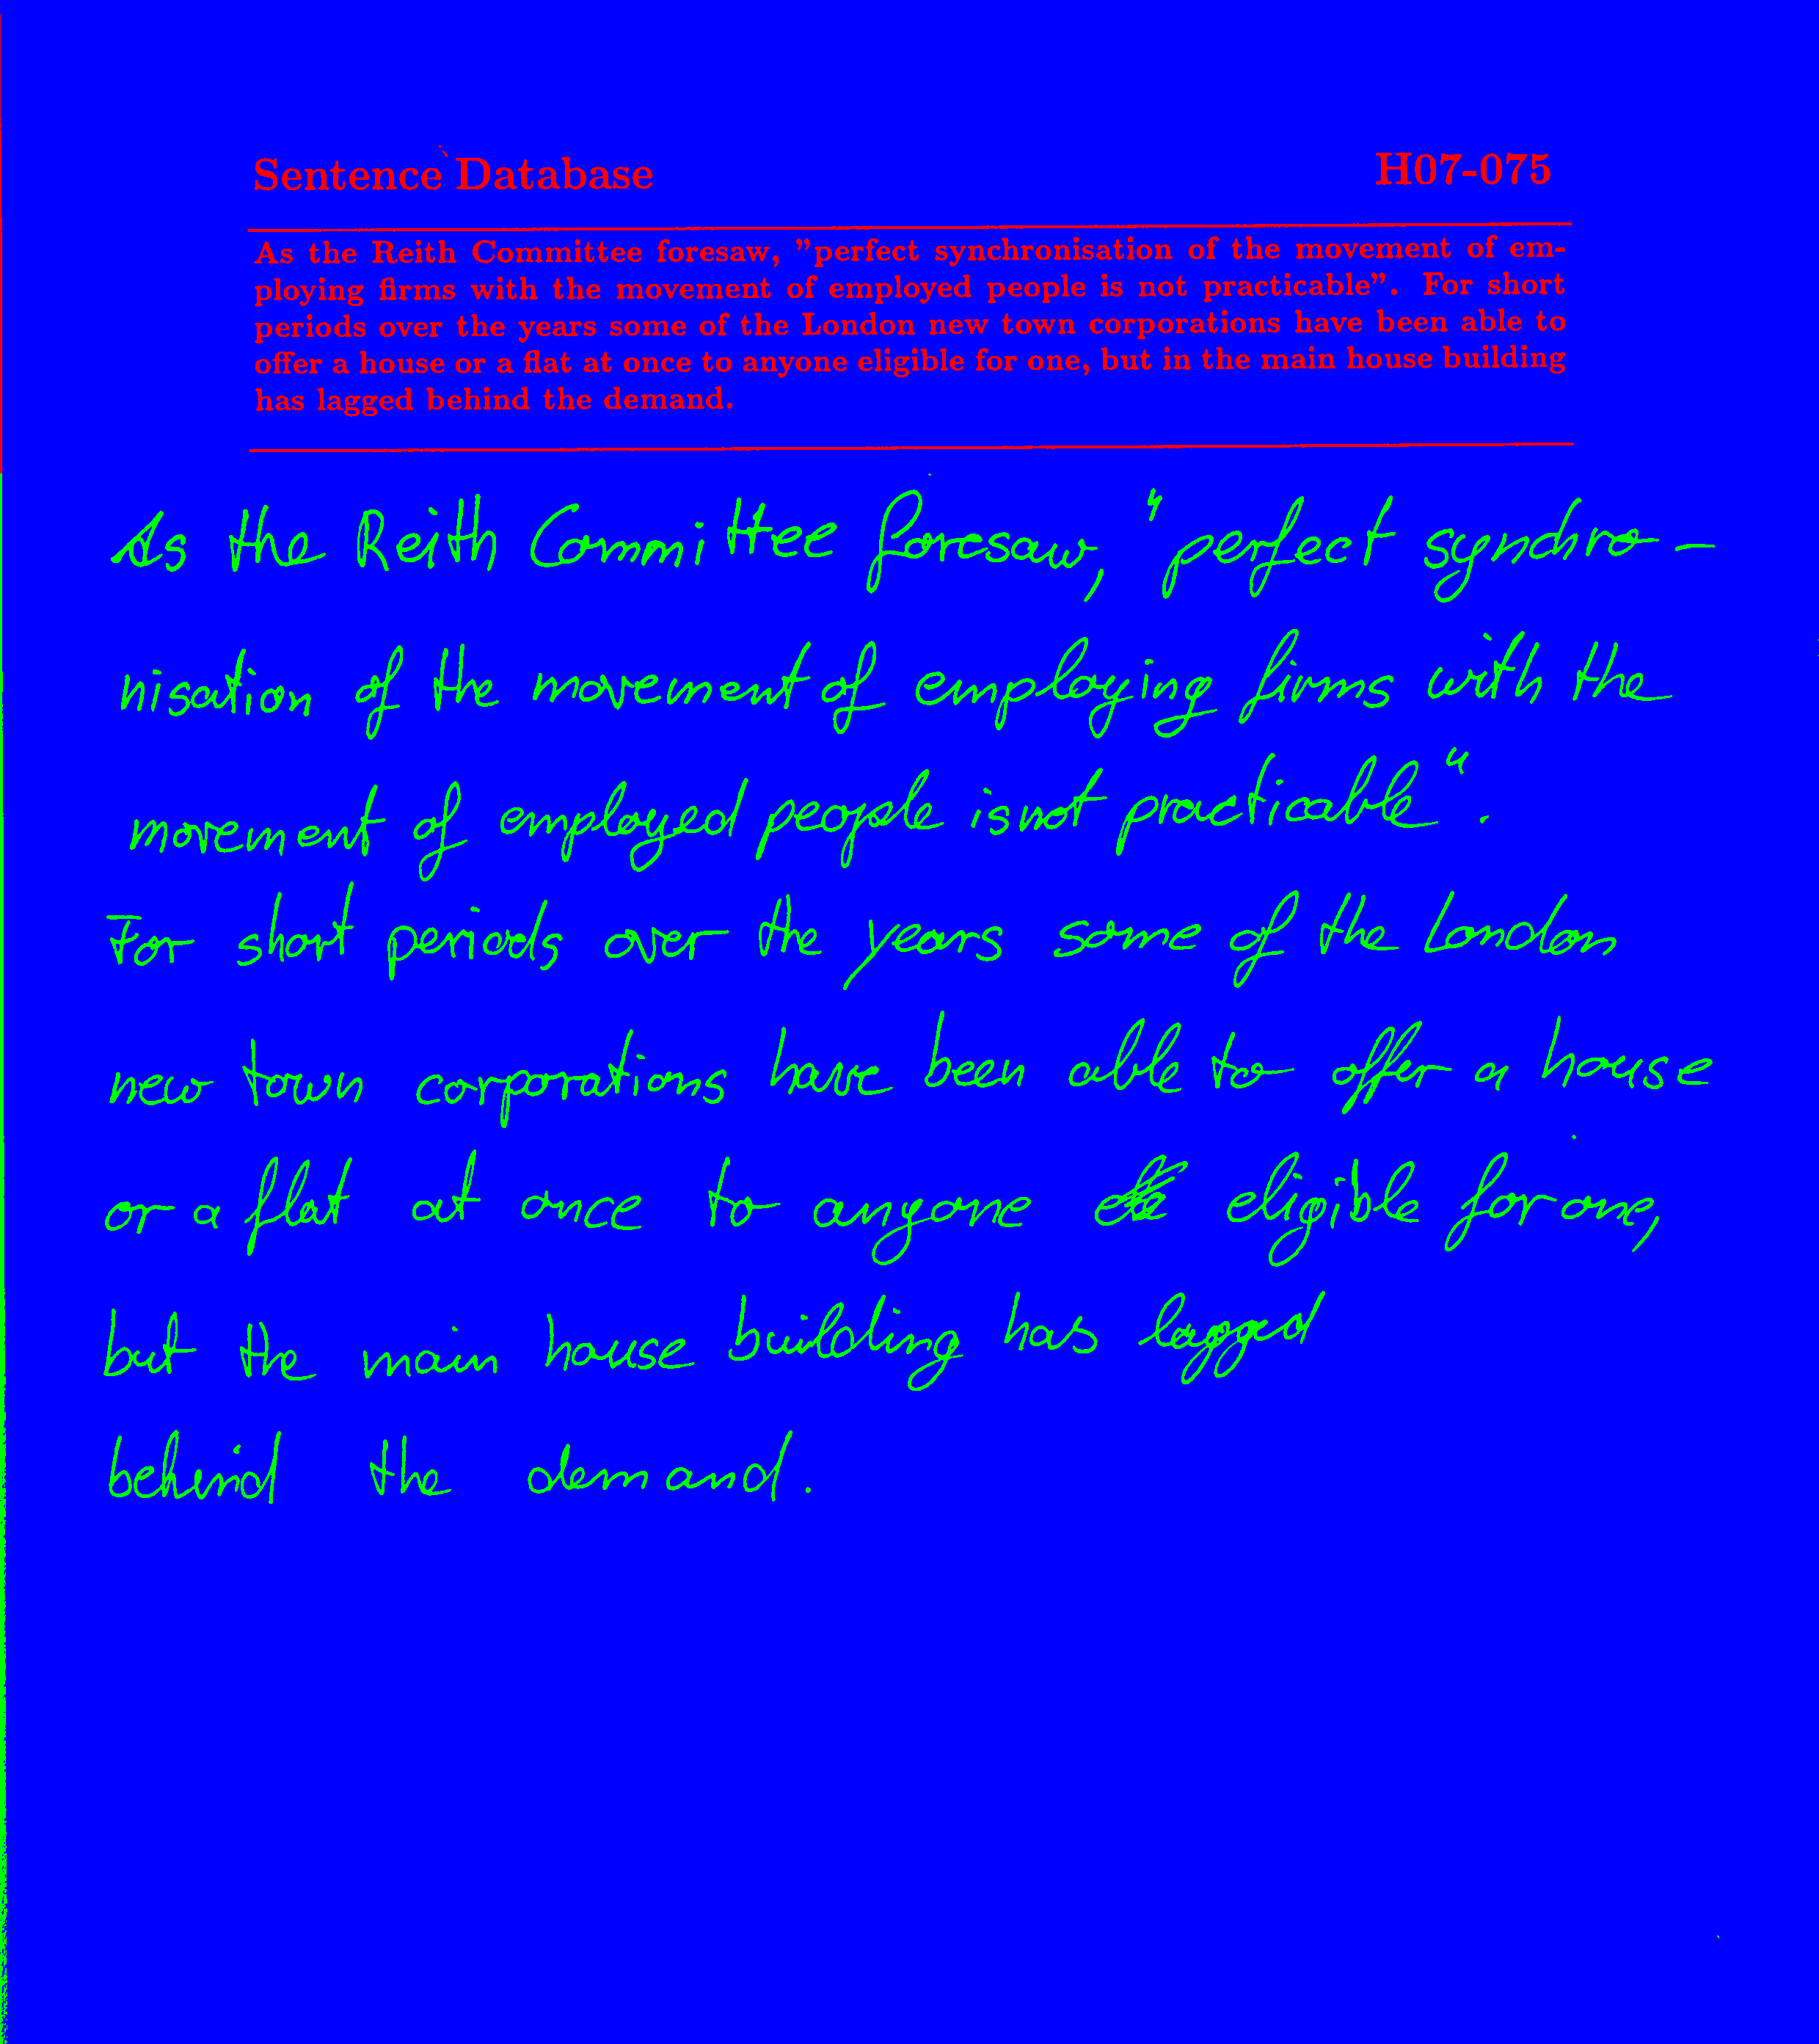 Sentence Database H07-075
As the Reith Committee foresaw, "perfect synchronisation of the movement of em-
ploying firms with the movement of employed people is not practicable". For short
periods over the years some of the London new town corporations have been able to
offer a house or a flat at once to anyone eligible for one, but in the main house building
has lagged behind the demand.
As the Reith Committee foresaw, "perfect synchro-
nisation of the movement of employing firms with the
movement of employed people is not practicable".
For short periods over the years some of the London
new town corporations have been able to offer a house
or a flat at once to anyone eligible for one,
but the main house building has lagged
behind the demand.